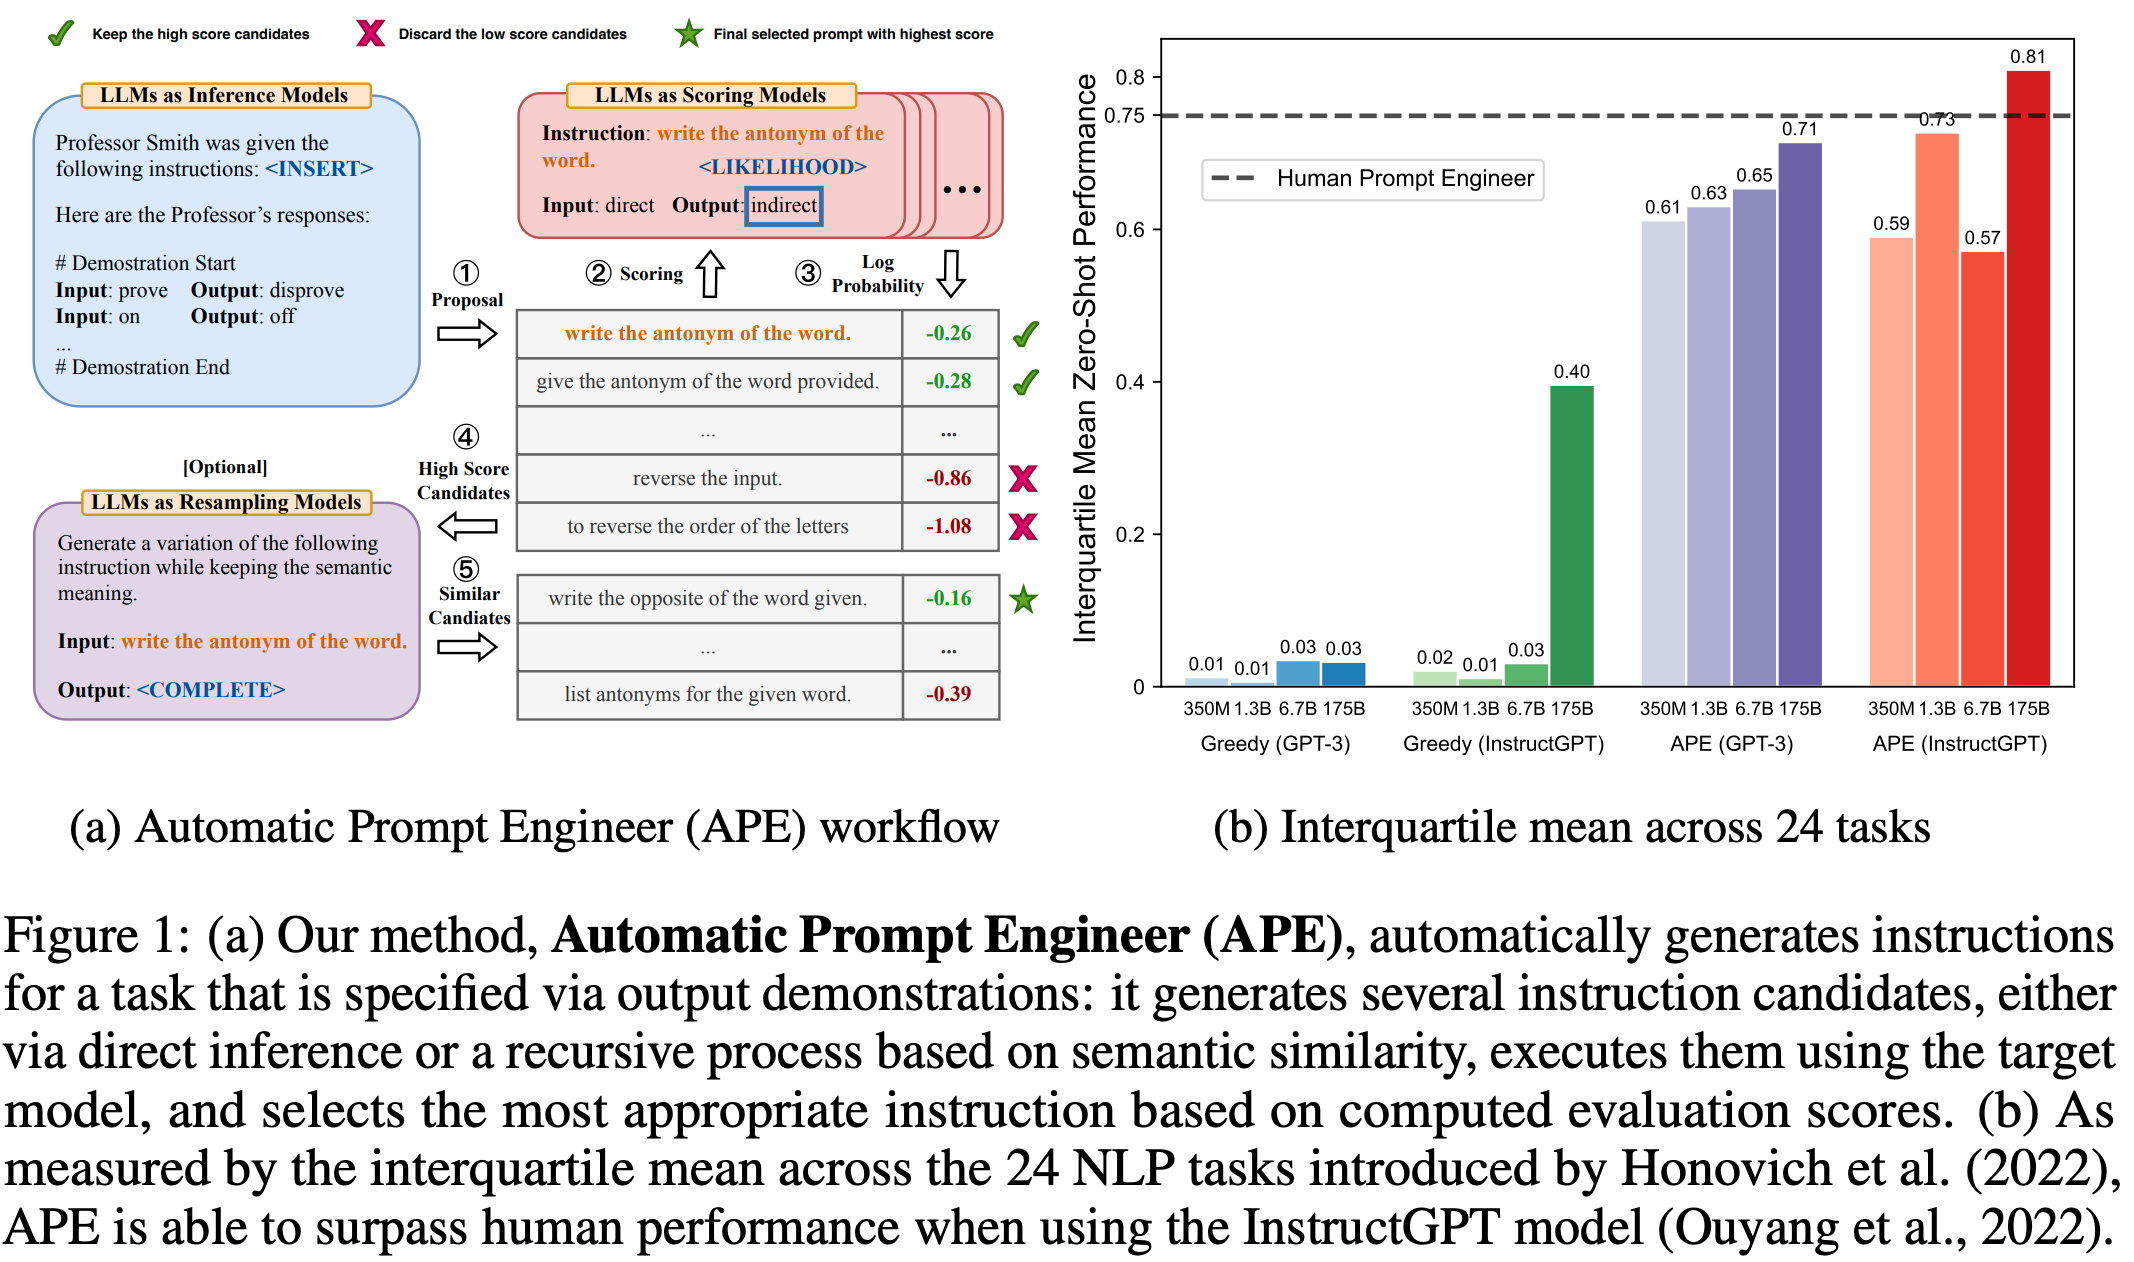 Keep the high score candidates
Discard the low score candidates
Final selected prompt with highest score
LLMs as Inference Models
Professor Smith was given the
following instructions: <INSERT>
Here are the Professor's responses:
# Demostration Start
Input: prove Output: disprove
Input: on Output: off
...
# Demostration End
① Proposal
LLMs as Scoring Models
Instruction: write the antonym of the
word.
<LIKELIHOOD>
Input: direct Output: indirect
...
② Scoring
③ Log
Probability
write the antonym of the word. -0.26
give the antonym of the word provided. -0.28
... ...
reverse the input. -0.86
to reverse the order of the letters -1.08
④
High Score
Candidates
[Optional]
LLMs as Resampling Models
Generate a variation of the following
instruction while keeping the semantic
meaning.
Input: write the antonym of the word.
Output: <COMPLETE>
⑤
Similar
Candiates
write the opposite of the word given. -0.16
... ...
list antonyms for the given word. -0.39
(a) Automatic Prompt Engineer (APE) workflow
Interquartile Mean Zero-Shot Performance
0.8
0.75
0.6
0.4
0.2
0
Human Prompt Engineer
0.01 0.01 0.03 0.03
0.02 0.01 0.03 0.40
0.61 0.63 0.65 0.71
0.59 0.73 0.57 0.81
350M 1.3B 6.7B 175B
350M 1.3B 6.7B 175B
350M 1.3B 6.7B 175B
350M 1.3B 6.7B 175B
Greedy (GPT-3)
Greedy (InstructGPT)
APE (GPT-3)
APE (InstructGPT)
(b) Interquartile mean across 24 tasks
Figure 1: (a) Our method, Automatic Prompt Engineer (APE), automatically generates instructions
for a task that is specified via output demonstrations: it generates several instruction candidates, either
via direct inference or a recursive process based on semantic similarity, executes them using the target
model, and selects the most appropriate instruction based on computed evaluation scores. (b) As
measured by the interquartile mean across the 24 NLP tasks introduced by Honovich et al. (2022),
APE is able to surpass human performance when using the InstructGPT model (Ouyang et al., 2022).